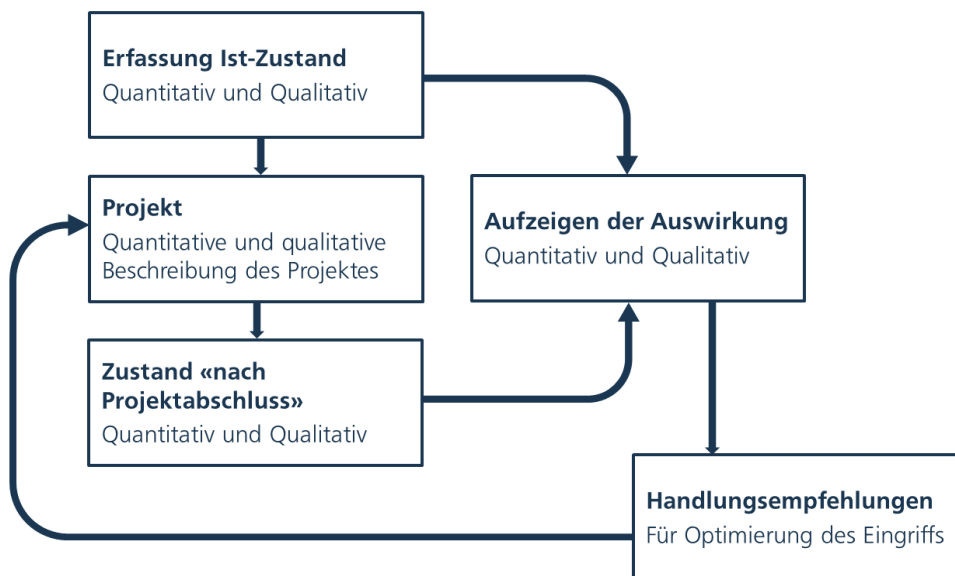 Erfassung Ist-Zustand
Quantitativ und Qualitativ
Projekt
Quantitative und qualitative
Beschreibung des Projektes
Zustand «nach
Projektabschluss»
Quantitativ und Qualitativ
Aufzeigen der Auswirkung
Quantitativ und Qualitativ
Handlungsempfehlungen
Für Optimierung des Eingriffs